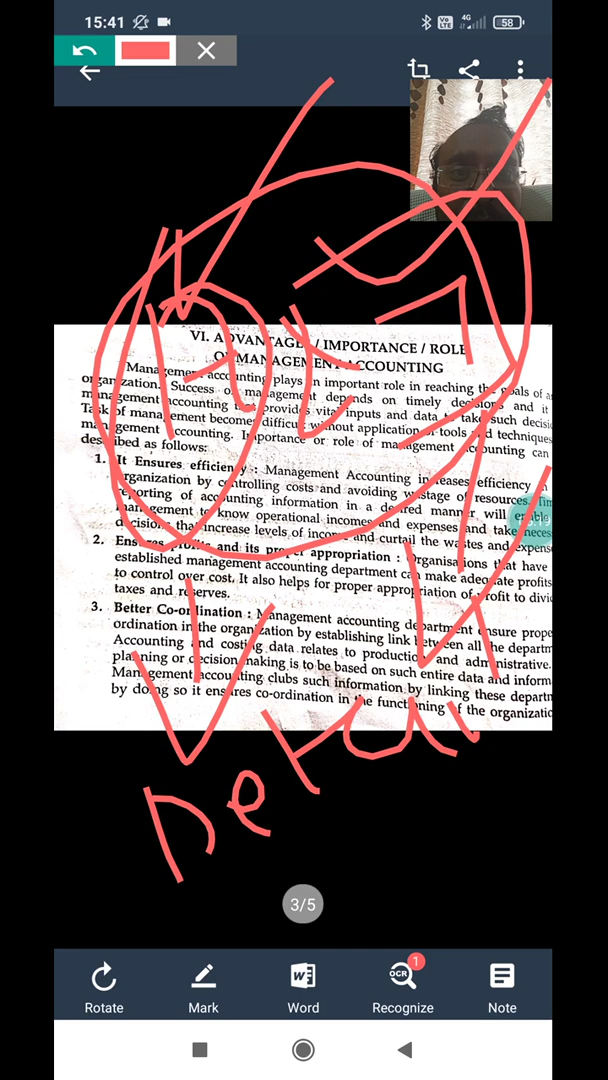 15:41 4G 58
VI. ADVANTAGES / IMPORTANCE / ROLE
OF MANAGEMENT ACCOUNTING
Management accounting plays an important role in reaching the goals of
organization. Success of management depends on timely decisions and it
management accounting that provides vital inputs and data to take such
Task of management becomes difficult without application of tools and techniques
management accounting. Importance or role of management accounting can
described as follows:
1. It Ensures efficiency : Management Accounting increases efficiency
organization by controlling costs and avoiding wastage of resources.
reporting of accounting information in a desired manner will enable
management to know operational incomes and expenses and take
decisions that increase levels of income and curtail the wastes and
2. Ensures profits and its proper appropriation : Organisations that have
established management accounting department can make adequate profits
to control over cost. It also helps for proper appropriation of profit to
taxes and reserves.
3. Better Co-ordination : Management accounting department ensure
ordination in the organization by establishing link between all the
Accounting and costing data relates to production and administrative.
planning or decision making is to be based on such entire data and
Management accounting clubs such information by linking these
by doing so it ensures co-ordination in the functioning of the
Detail
3/5
1
Rotate Mark Word Recognize Note